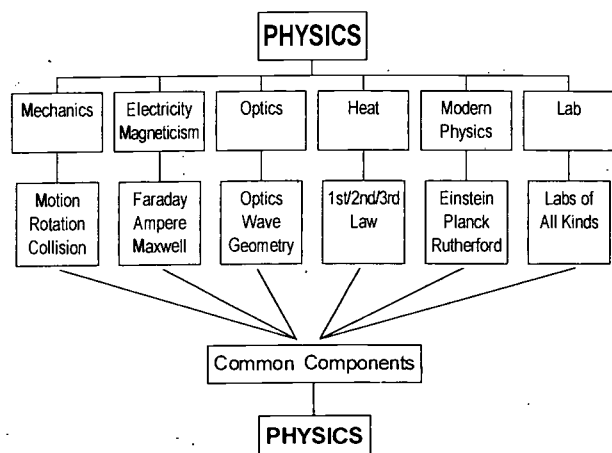 PHYSICS
Mechanics
Electricity
Magneticism
Optics
Heat
Modern
Physics
Lab
Motion
Rotation
Collision
Faraday
Ampere
Maxwell
Optics
Wave
Geometry
1st/2nd/3rd
Law
Einstein
Planck
Rutherford
Labs of
All Kinds
Common Components
PHYSICS